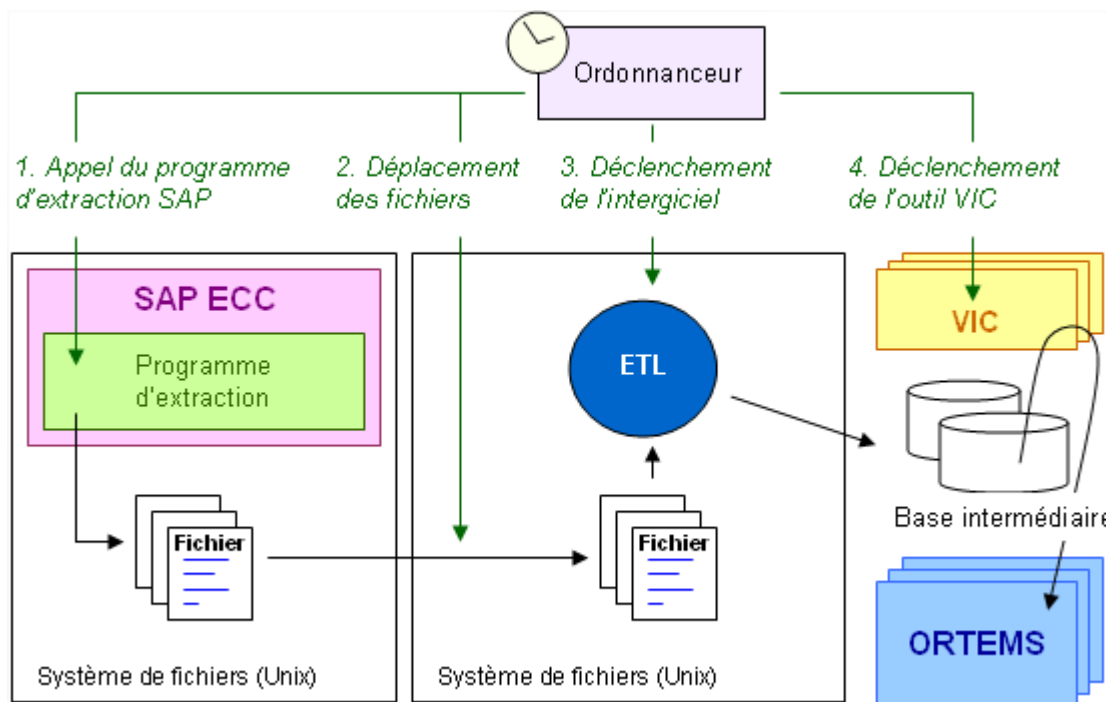 Ordonnanceur
1. Appel du programme
d'extraction SAP
2. Déplacement
des fichiers
3. Déclenchement
de l'intergiciel
4. Déclenchement
de l'outil VIC
SAP ECC
Programme
d'extraction
ETL
VIC
Fichier
Fichier
Base intermédiaire
ORTEMS
Système de fichiers (Unix)
Système de fichiers (Unix)